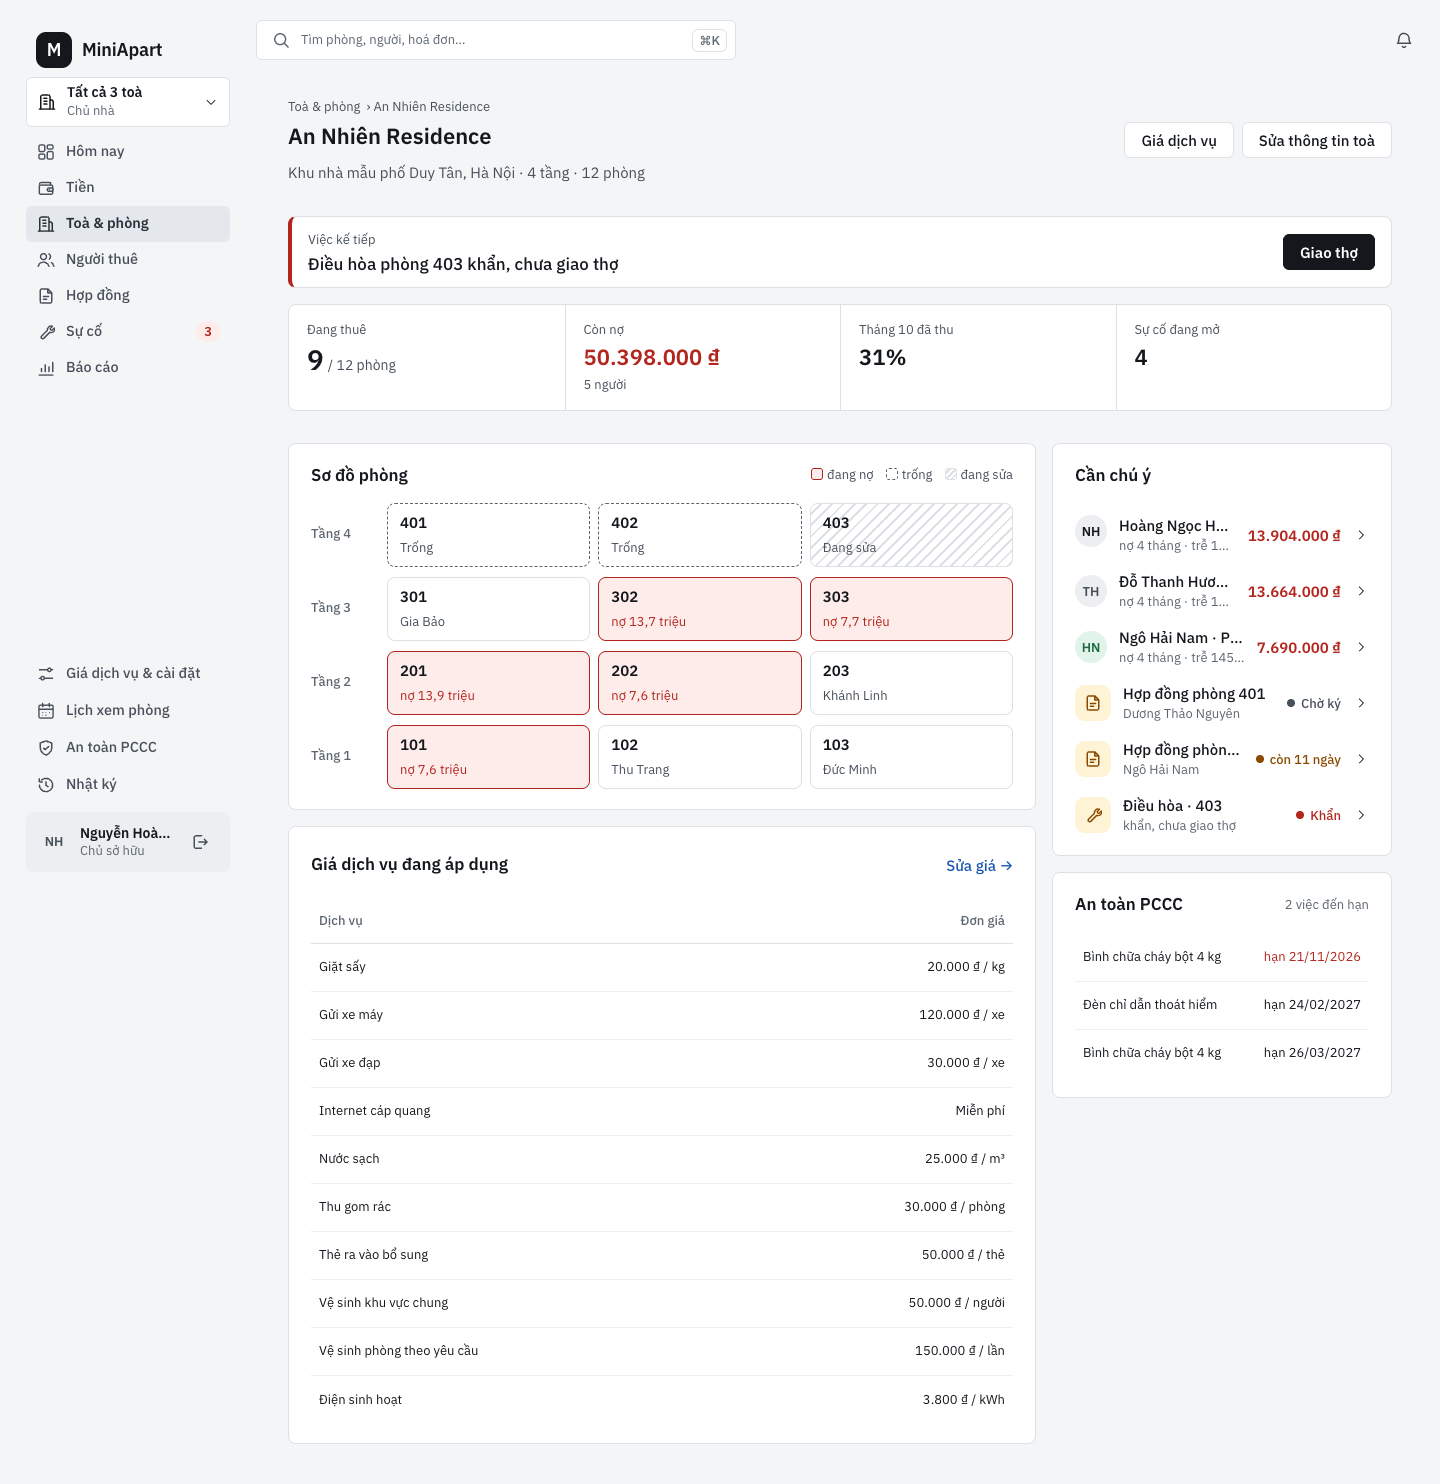 M MiniApart
Tìm phòng, người, hoá đơn... ⌘K
Tất cả 3 toà
Chủ nhà
Hôm nay
Tiền
Toà & phòng
Người thuê
Hợp đồng
Sự cố 3
Báo cáo
Giá dịch vụ & cài đặt
Lịch xem phòng
An toàn PCCC
Nhật ký
NH Nguyễn Hoà...
Chủ sở hữu
Toà & phòng › An Nhiên Residence
An Nhiên Residence
Khu nhà mẫu phố Duy Tân, Hà Nội · 4 tầng · 12 phòng
Giá dịch vụ
Sửa thông tin toà
Việc kế tiếp
Điều hòa phòng 403 khẩn, chưa giao thợ
Giao thợ
Đang thuê
9 / 12 phòng
Còn nợ
50.398.000 ₫
5 người
Tháng 10 đã thu
31%
Sự cố đang mở
4
Sơ đồ phòng
đang nợ trống đang sửa
Tầng 4
401
Trống
402
Trống
403
Đang sửa
Tầng 3
301
Gia Bảo
302
nợ 13,7 triệu
303
nợ 7,7 triệu
Tầng 2
201
nợ 13,9 triệu
202
nợ 7,6 triệu
203
Khánh Linh
Tầng 1
101
nợ 7,6 triệu
102
Thu Trang
103
Đức Minh
Giá dịch vụ đang áp dụng
Sửa giá →
Dịch vụ Đơn giá
Giặt sấy 20.000 ₫ / kg
Gửi xe máy 120.000 ₫ / xe
Gửi xe đạp 30.000 ₫ / xe
Internet cáp quang Miễn phí
Nước sạch 25.000 ₫ / m³
Thu gom rác 30.000 ₫ / phòng
Thẻ ra vào bổ sung 50.000 ₫ / thẻ
Vệ sinh khu vực chung 50.000 ₫ / người
Vệ sinh phòng theo yêu cầu 150.000 ₫ / lần
Điện sinh hoạt 3.800 ₫ / kWh
Cần chú ý
NH Hoàng Ngọc H... 13.904.000 ₫
nợ 4 tháng · trễ 1...
TH Đỗ Thanh Hươ... 13.664.000 ₫
nợ 4 tháng · trễ 1...
HN Ngô Hải Nam · P... 7.690.000 ₫
nợ 4 tháng · trễ 145...
Hợp đồng phòng 401 Chờ ký
Dương Thảo Nguyên
Hợp đồng phòn... còn 11 ngày
Ngô Hải Nam
Điều hòa · 403 Khẩn
khẩn, chưa giao thợ
An toàn PCCC 2 việc đến hạn
Bình chữa cháy bột 4 kg hạn 21/11/2026
Đèn chỉ dẫn thoát hiểm hạn 24/02/2027
Bình chữa cháy bột 4 kg hạn 26/03/2027